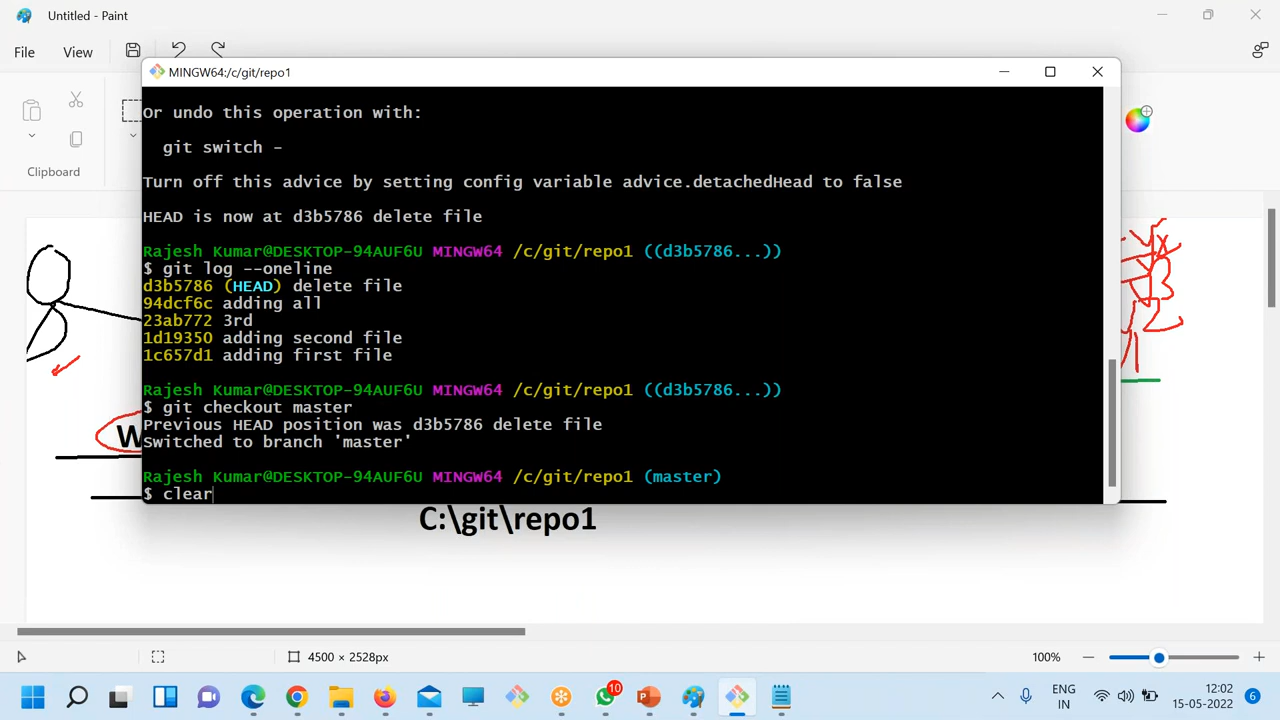 Untitled - Paint
File
View
MINGW64:/c/git/repo1
Or undo this operation with:
git switch -
Turn off this advice by setting config variable advice.detachedHead to false
HEAD is now at d3b5786 delete file
Rajesh Kumar@DESKTOP-94AUF6U MINGW64 /c/git/repo1 ((d3b5786...))
$ git log --oneline
d3b5786 (HEAD) delete file
94dcf6c adding all
23ab772 3rd
1d19350 adding second file
1c657d1 adding first file
Rajesh Kumar@DESKTOP-94AUF6U MINGW64 /c/git/repo1 ((d3b5786...))
$ git checkout master
Previous HEAD position was d3b5786 delete file
Switched to branch 'master'
Rajesh Kumar@DESKTOP-94AUF6U MINGW64 /c/git/repo1 (master)
$ clear
Clipboard
W
3
2
1
C:\git\repo1
4500 × 2528px
100%
10
ENG
IN
12:02
15-05-2022
6